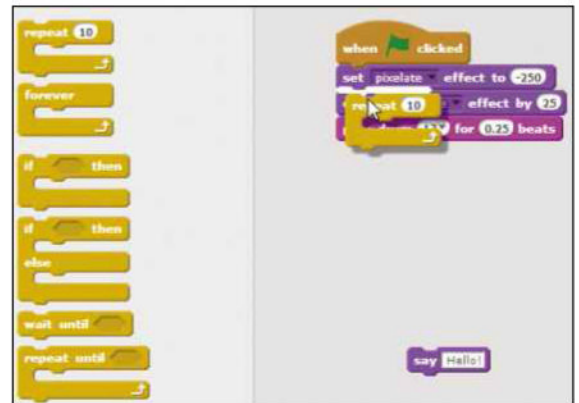 repeat 10
forever
if then
if then
else
wait until
repeat until
when clicked
set pixelate effect to -250
repeat 10
effect by 25
for 0.25 beats
say Hello!